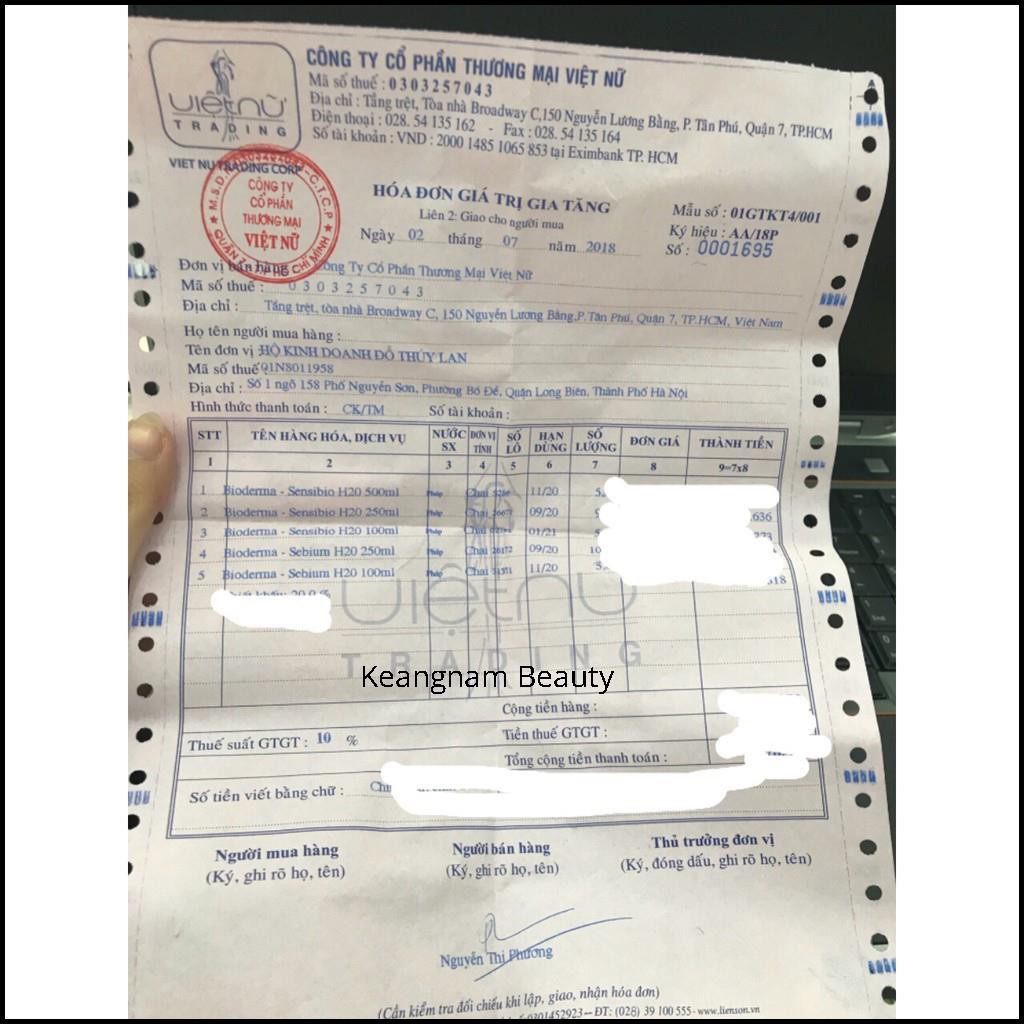 ViệtNữ
TRADING
VIET NU TRADING CORP
CÔNG TY CỔ PHẦN THƯƠNG MẠI VIỆT NỮ
Mã số thuế : 0303257043
Địa chỉ : Tầng trệt, Tòa nhà Broadway C,150 Nguyễn Lương Bằng, P. Tân Phú, Quận 7, TP.HCM
Điện thoại : 028. 54 135 162 - Fax : 028. 54 135 164
Số tài khoản : VND : 2000 1485 1065 853 tại Eximbank TP. HCM
CÔNG TY
CỔ PHẦN
THƯƠNG MẠI
VIỆT NỮ
HÓA ĐƠN GIÁ TRỊ GIA TĂNG
Liên 2: Giao cho người mua
Ngày 02 tháng 07 năm 2018
Mẫu số : 01GTKT4/001
Ký hiệu : AA/18P
Số : 0001695
Đơn vị bán hàng Công Ty Cổ Phần Thương Mại Việt Nữ
Mã số thuế : 0303257043
Địa chỉ : Tầng trệt, tòa nhà Broadway C, 150 Nguyễn Lương Bằng,P.Tân Phú, Quận 7, TP.HCM, Việt Nam
Họ tên người mua hàng :
Tên đơn vị : HỘ KINH DOANH ĐỖ THÚY LAN
Mã số thuế 01N8011958
Địa chỉ : Số 1 ngõ 158 Phố Nguyễn Sơn, Phường Bồ Đề, Quận Long Biên, Thành Phố Hà Nội
Hình thức thanh toán : CK/TM Số tài khoản :
STT TÊN HÀNG HÓA, DỊCH VỤ NƯỚC SX ĐƠN VỊ TÍNH SỐ LÔ HẠN DÙNG SỐ LƯỢNG ĐƠN GIÁ THÀNH TIỀN
1 2 3 4 5 6 7 8 9=7x8
1 Bioderma - Sensibio H20 500ml Pháp Chai 11/20
2 Bioderma - Sensibio H20 250ml Pháp Chai 09/20 .636
3 Bioderma - Sensibio H20 100ml Pháp Chai 01/21
4 Bioderma - Sebium H20 250ml Pháp Chai 09/20
5 Bioderma - Sebium H20 100ml Pháp Chai 11/20
ViệtNữ
TRADING
Keangnam Beauty
Cộng tiền hàng :
Thuế suất GTGT : 10 % Tiền thuế GTGT :
Tổng cộng tiền thanh toán :
Số tiền viết bằng chữ :
Người mua hàng
(Ký, ghi rõ họ, tên)
Người bán hàng
(Ký, ghi rõ họ, tên)
Thủ trưởng đơn vị
(Ký, đóng dấu, ghi rõ họ, tên)
Nguyễn Thị Phương
(Cần kiểm tra đối chiếu khi lập, giao, nhận hóa đơn)
0301452923 – ĐT: (028) 39 100 555 - www.lienson.vn